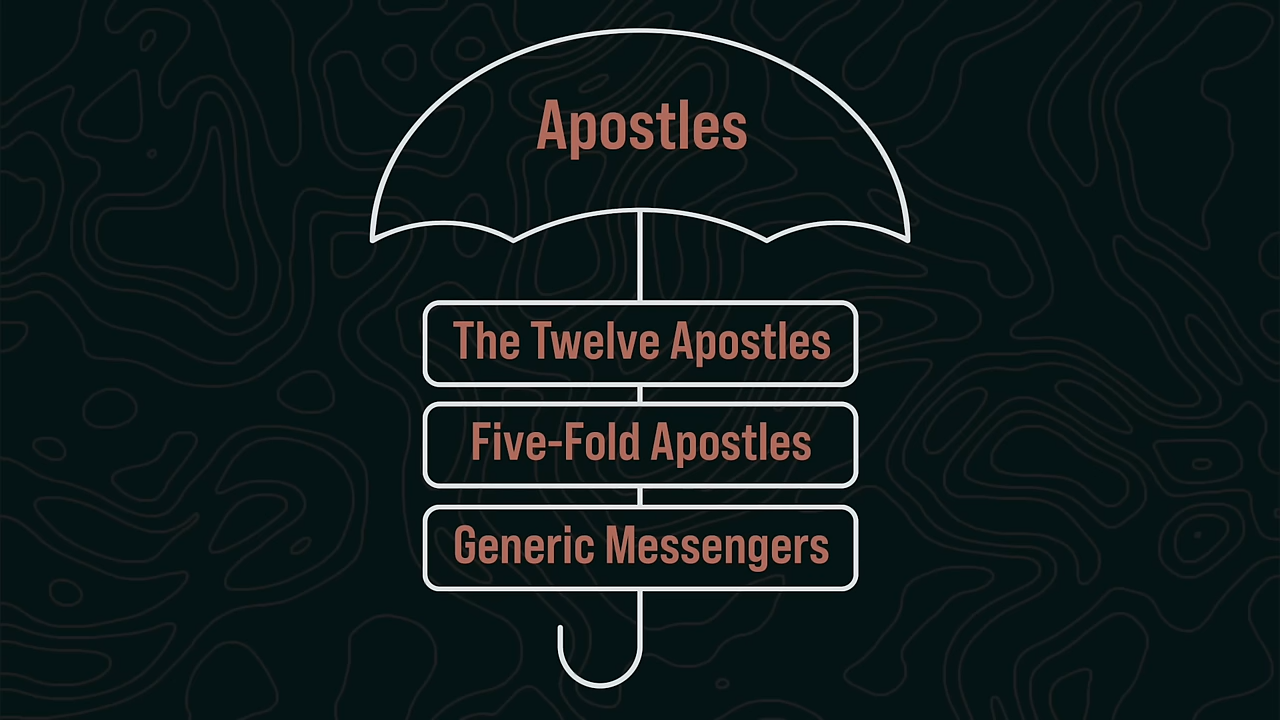 Apostles
The Twelve Apostles
Five-Fold Apostles
Generic Messengers